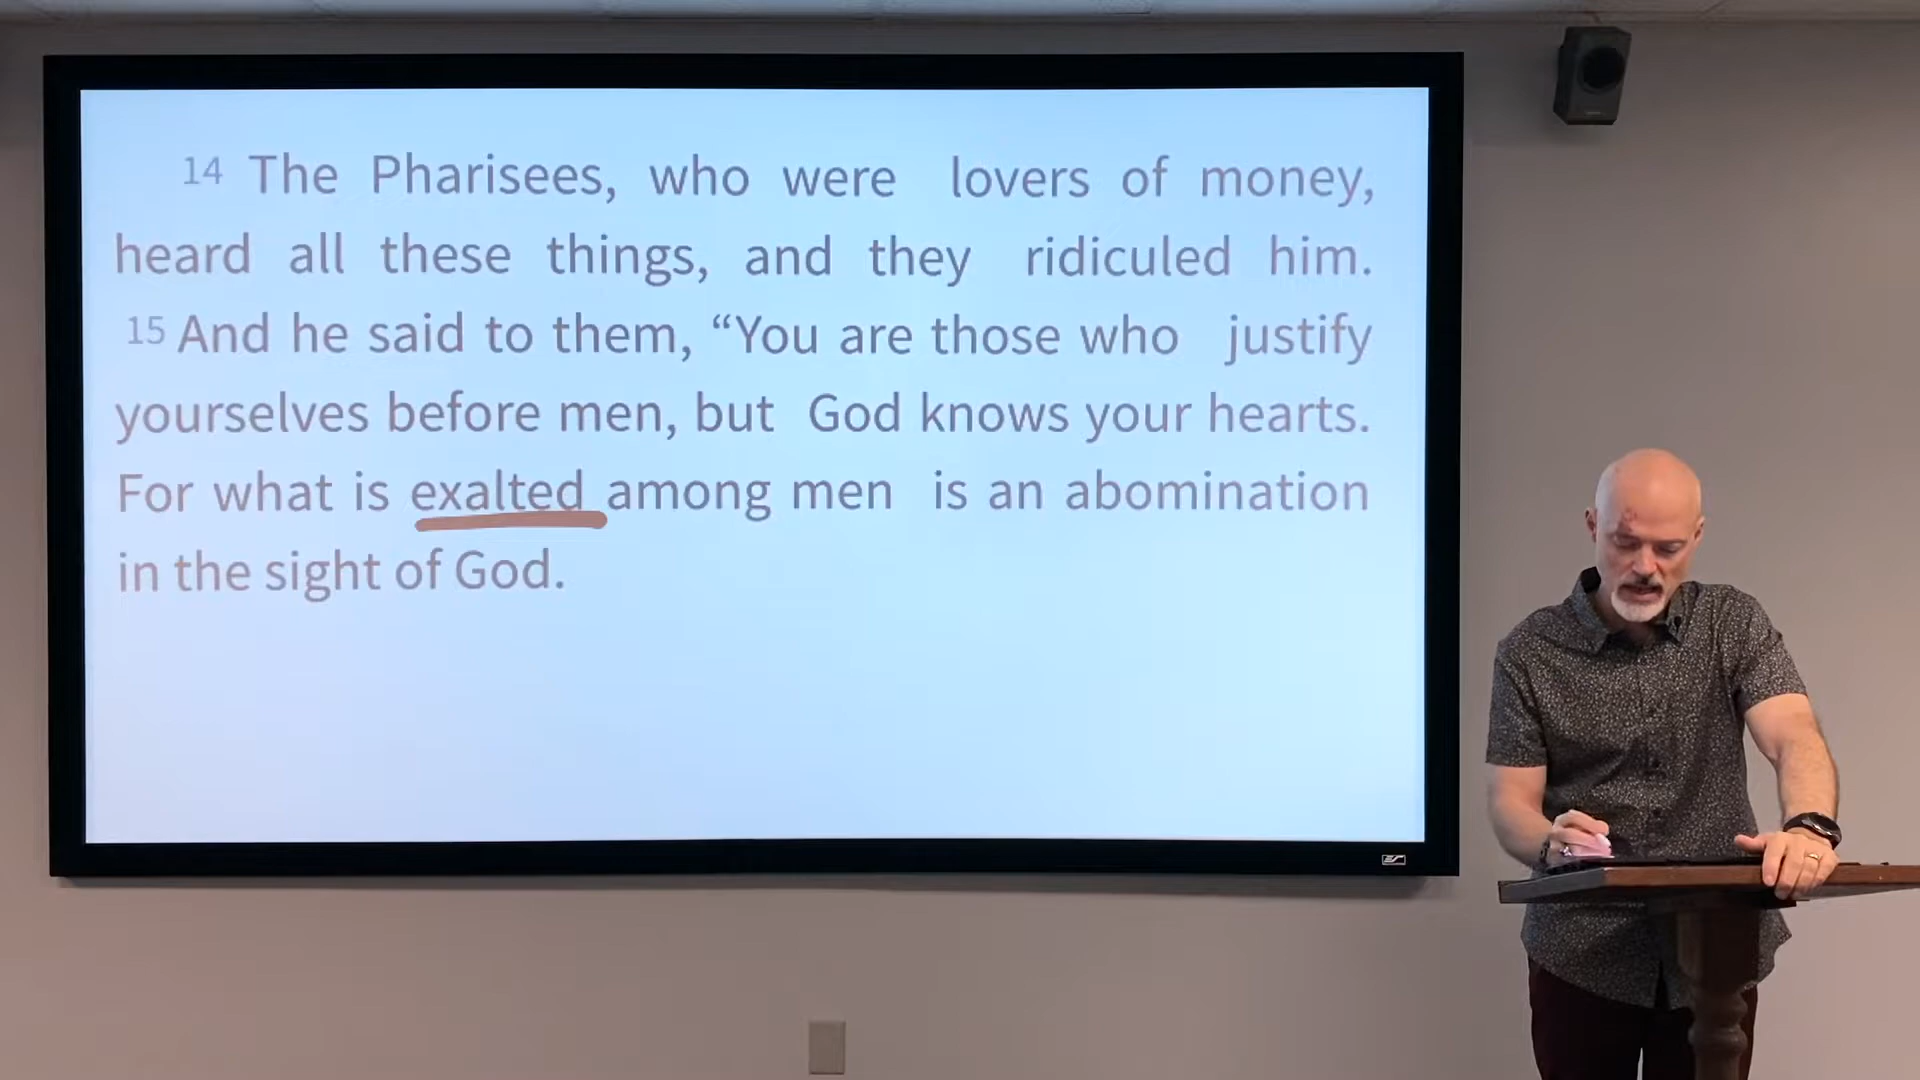 14 The Pharisees, who were lovers of money,
heard all these things, and they ridiculed him.
15 And he said to them, “You are those who justify
yourselves before men, but God knows your hearts.
For what is exalted among men is an abomination
in the sight of God.